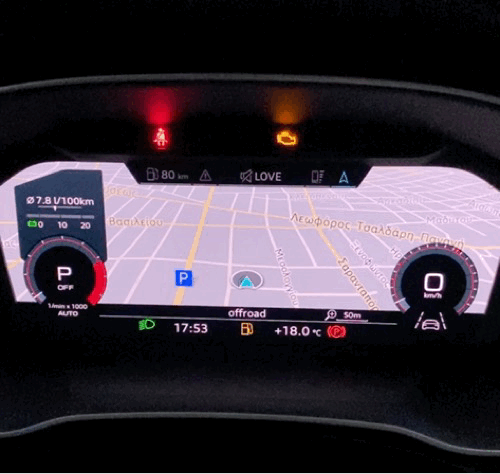 80 km
LOVE
Ø 7.8 l/100km
0 10 20
Βασιλείου
Λεωφόρος Τσαλδάρη Παναγή
P
P
OFF
1/min x 1000
AUTO
0
km/h
offroad
50m
17:53
+18.0 °C
(P)